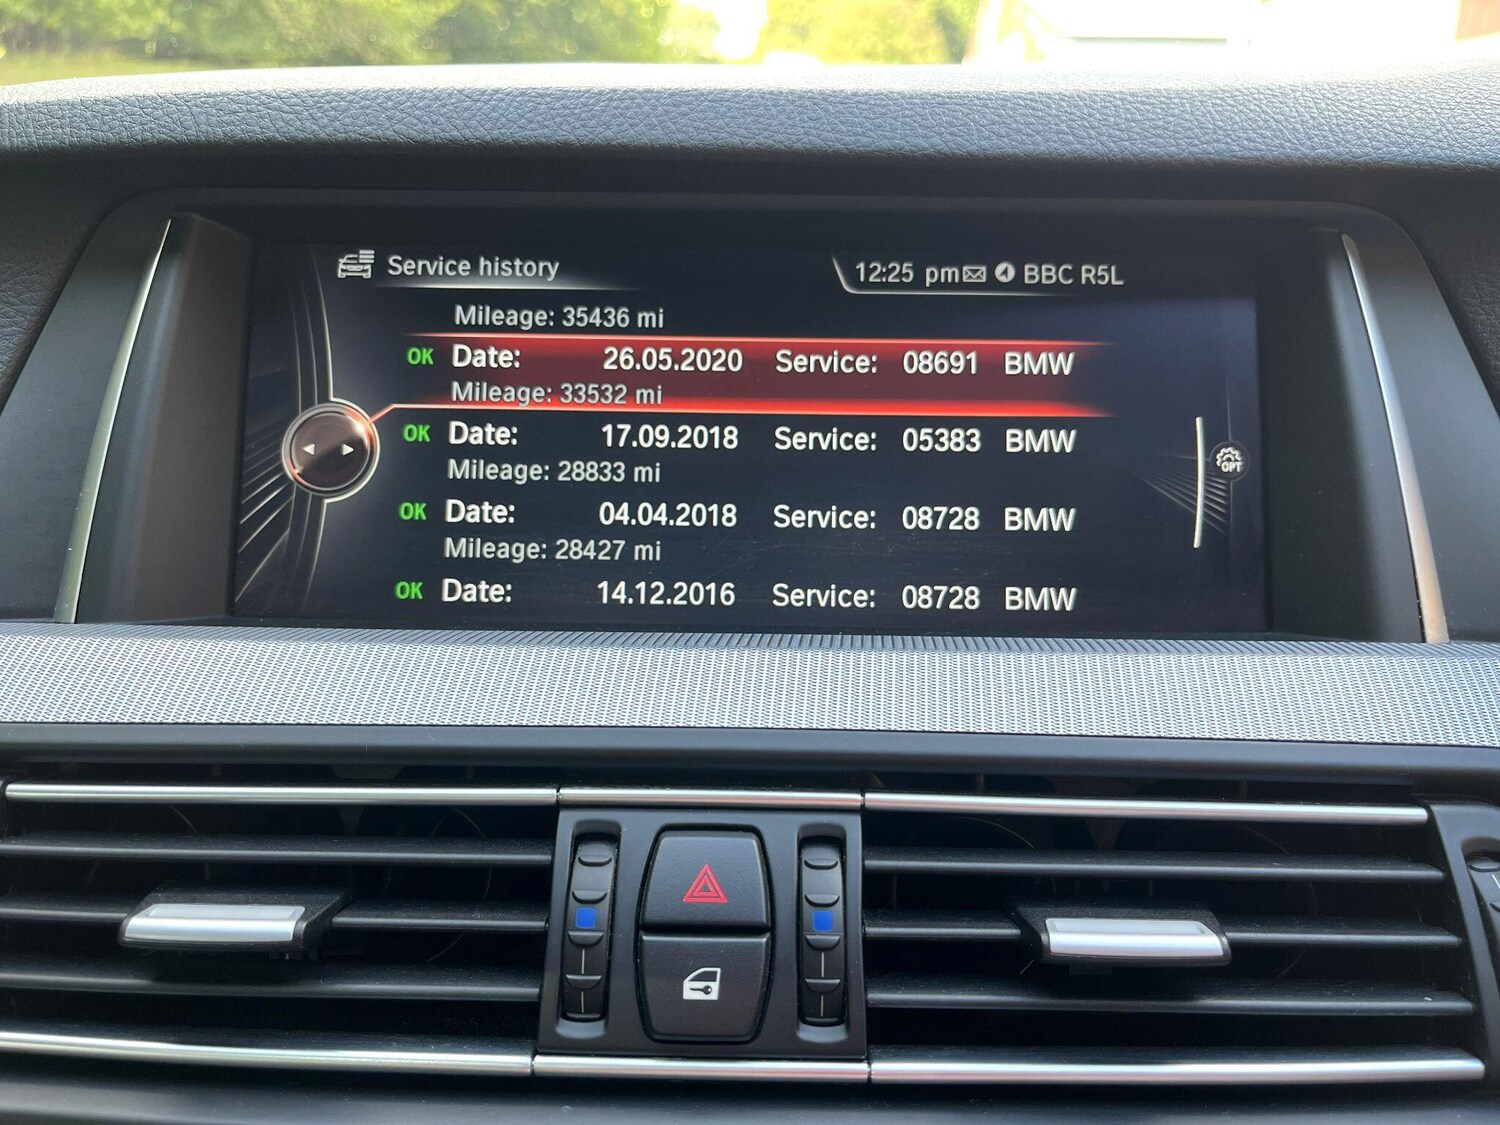 Service history
12:25 pm BBC R5L
Mileage: 35436 mi
OK Date: 26.05.2020 Service: 08691 BMW
Mileage: 33532 mi
OK Date: 17.09.2018 Service: 05383 BMW
Mileage: 28833 mi
OK Date: 04.04.2018 Service: 08728 BMW
Mileage: 28427 mi
OK Date: 14.12.2016 Service: 08728 BMW
OPT